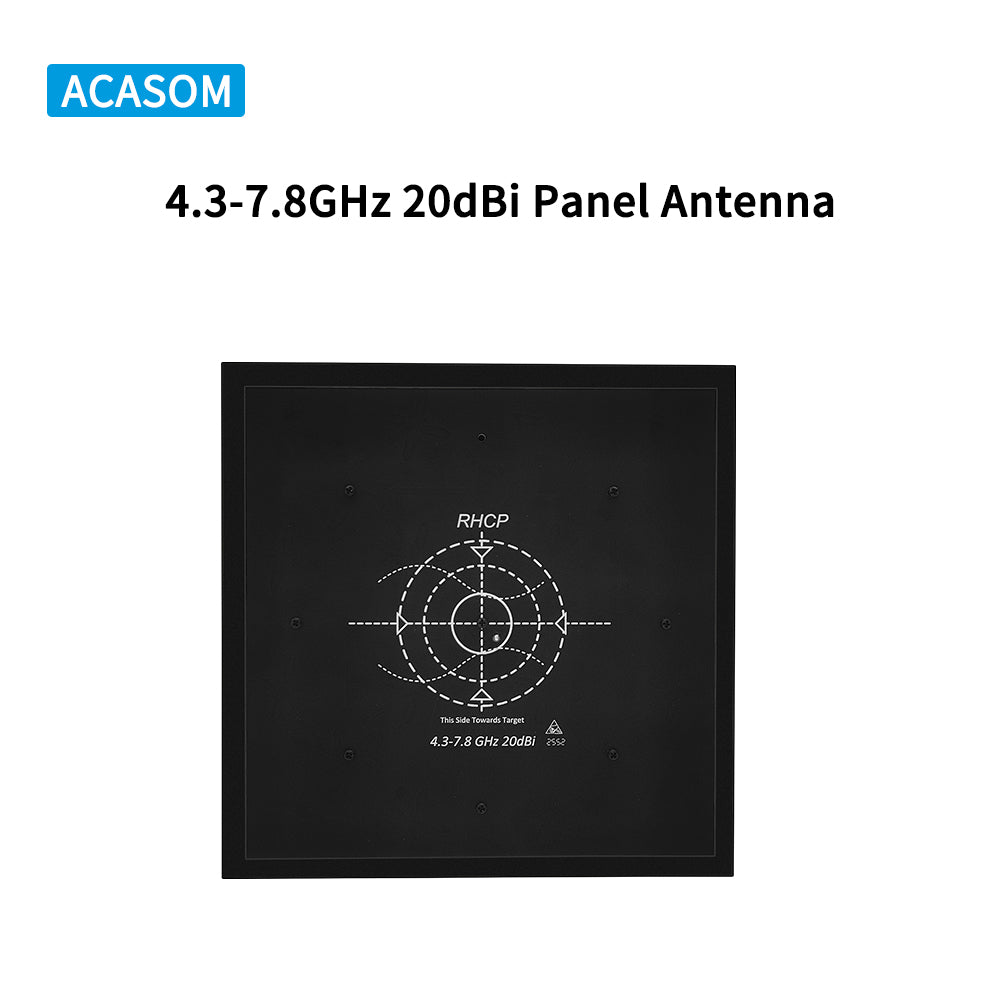 ACASOM
4.3-7.8GHz 20dBi Panel Antenna
RHCP
This Side Towards Target
4.3-7.8 GHz 20dBi
2552